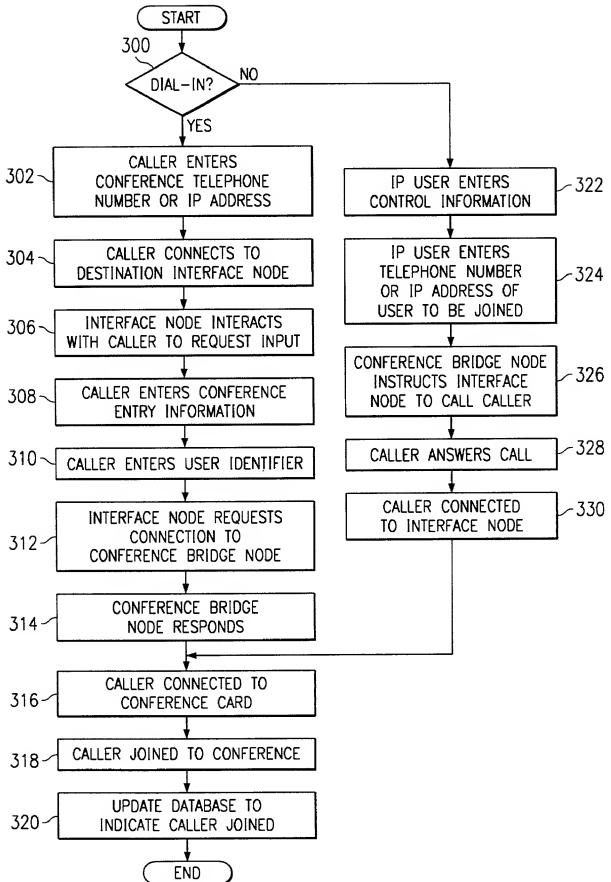 START
300
DIAL-IN?
NO
YES
302
CALLER ENTERS
CONFERENCE TELEPHONE
NUMBER OR IP ADDRESS
304
CALLER CONNECTS TO
DESTINATION INTERFACE NODE
306
INTERFACE NODE INTERACTS
WITH CALLER TO REQUEST INPUT
308
CALLER ENTERS CONFERENCE
ENTRY INFORMATION
310
CALLER ENTERS USER IDENTIFIER
312
INTERFACE NODE REQUESTS
CONNECTION TO
CONFERENCE BRIDGE NODE
314
CONFERENCE BRIDGE
NODE RESPONDS
322
IP USER ENTERS
CONTROL INFORMATION
324
IP USER ENTERS
TELEPHONE NUMBER
OR IP ADDRESS OF
USER TO BE JOINED
326
CONFERENCE BRIDGE NODE
INSTRUCTS INTERFACE
NODE TO CALL CALLER
328
CALLER ANSWERS CALL
330
CALLER CONNECTED
TO INTERFACE NODE
316
CALLER CONNECTED TO
CONFERENCE CARD
318
CALLER JOINED TO CONFERENCE
320
UPDATE DATABASE TO
INDICATE CALLER JOINED
END